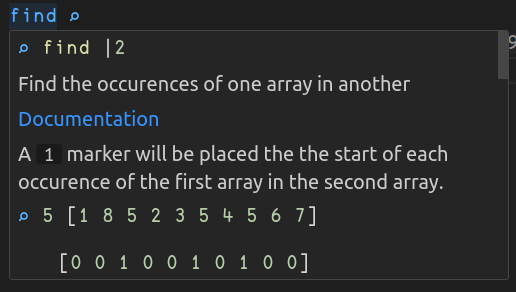 find ⌕
⌕ find |2
Find the occurences of one array in another
Documentation
A 1 marker will be placed the the start of each
occurence of the first array in the second array.
⌕ 5 [1 8 5 2 3 5 4 5 6 7]
[0 0 1 0 0 1 0 1 0 0]
9